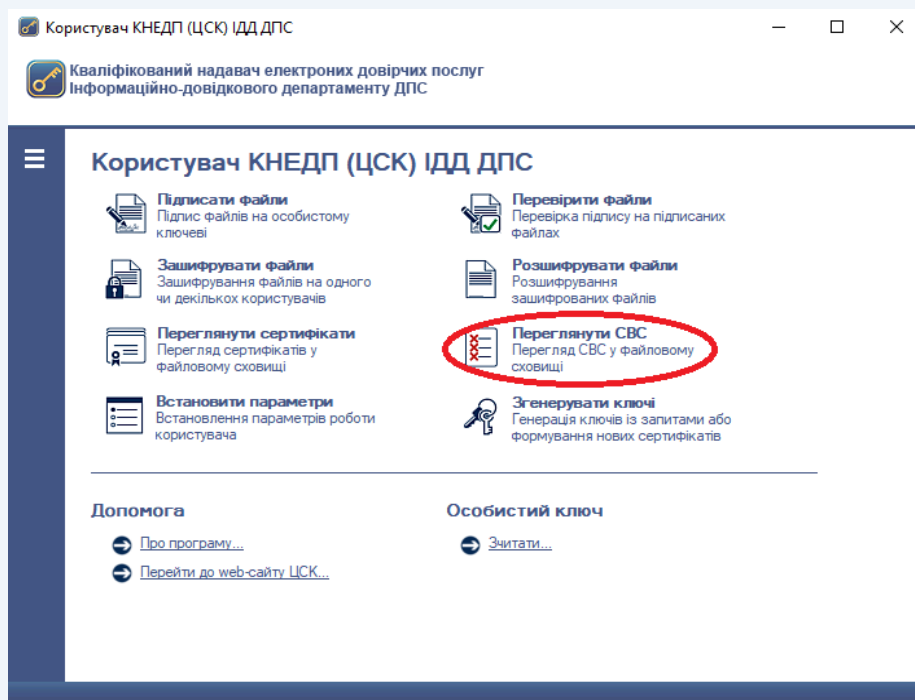 Користувач КНЕДП (ЦСК) ІДД ДПС
Кваліфікований надавач електроних довірчих послуг
Інформаційно-довідкового департаменту ДПС
Користувач КНЕДП (ЦСК) ІДД ДПС
Підписати файли
Підпис файлів на особистому
ключеві
Перевірити файли
Перевірка підпису на підписаних
файлах
Зашифрувати файли
Зашифрування файлів на одного
чи декількох користувачів
Розшифрувати файли
Розшифрування
зашифрованих файлів
Переглянути сертифікати
Перегляд сертифікатів у
файловому сховищі
Переглянути СВС
Перегляд СВС у файловому
сховищі
Встановити параметри
Встановлення параметрів роботи
користувача
Згенерувати ключі
Генерація ключів із запитами або
формування нових сертифікатів
Допомога
Про програму...
Перейти до web-сайту ЦСК...
Особистий ключ
Зчитати...